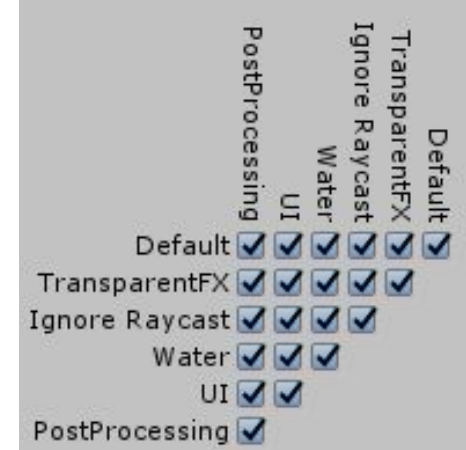 PostProcessing
UI
Water
Ignore Raycast
TransparentFX
Default
Default
TransparentFX
Ignore Raycast
Water
UI
PostProcessing